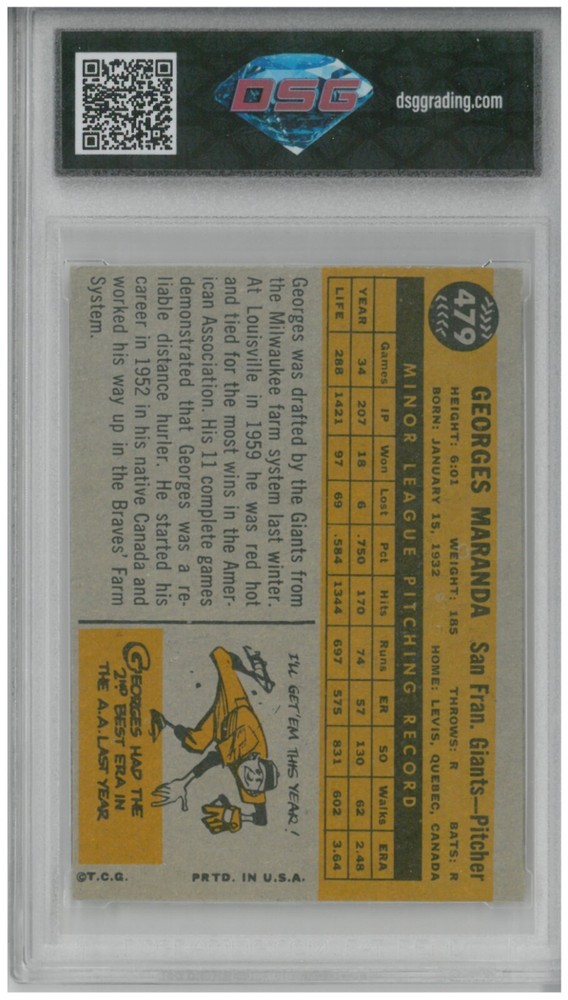 DSG
dsggrading.com
479
GEORGES MARANDA San Fran. Giants—Pitcher
HEIGHT: 6:01 WEIGHT: 185 THROWS: R BATS: R
BORN: JANUARY 15, 1932 HOME: LEVIS, QUEBEC, CANADA
MINOR LEAGUE PITCHING RECORD
Games IP Won Lost Pct Hits Runs ER SO Walks ERA
YEAR 34 207 18 6 .750 170 74 57 130 62 2.48
LIFE 288 1421 97 69 .584 1344 697 575 831 602 3.64
Georges was drafted by the Giants from
the Milwaukee farm system last winter.
At Louisville in 1959 he was red hot
and tied for the most wins in the Amer-
ican Association. His 11 complete games
demonstrated that Georges was a re-
liable distance hurler. He started his
career in 1952 in his native Canada and
worked his way up in the Braves' Farm
System.
I'LL GET 'EM THIS YEAR!
GEORGES HAD THE
2ND BEST ERA IN
THE A.A. LAST YEAR
©T.C.G. PRTD. IN U.S.A.